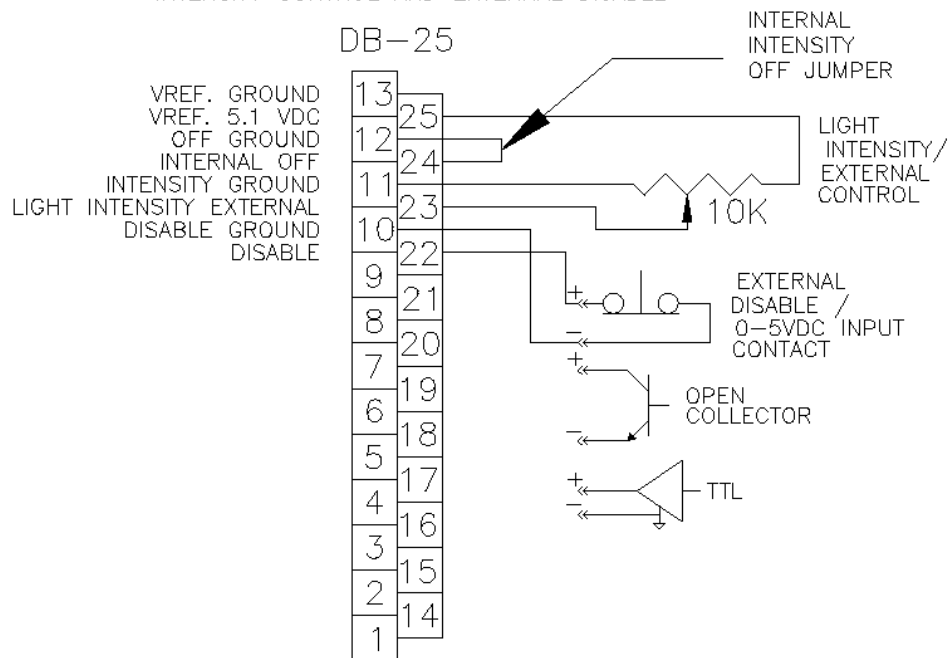 DB-25
INTERNAL
INTENSITY
OFF JUMPER
VREF. GROUND
VREF. 5.1 VDC
OFF GROUND
INTERNAL OFF
INTENSITY GROUND
LIGHT INTENSITY EXTERNAL
DISABLE GROUND
DISABLE
13
25
12
24
11
23
10
22
9
21
8
20
7
19
6
18
5
17
4
16
3
15
2
14
1
LIGHT
INTENSITY/
EXTERNAL
CONTROL
10K
EXTERNAL
DISABLE /
0-5VDC INPUT
CONTACT
+
-
+
-
OPEN
COLLECTOR
+
-
TTL